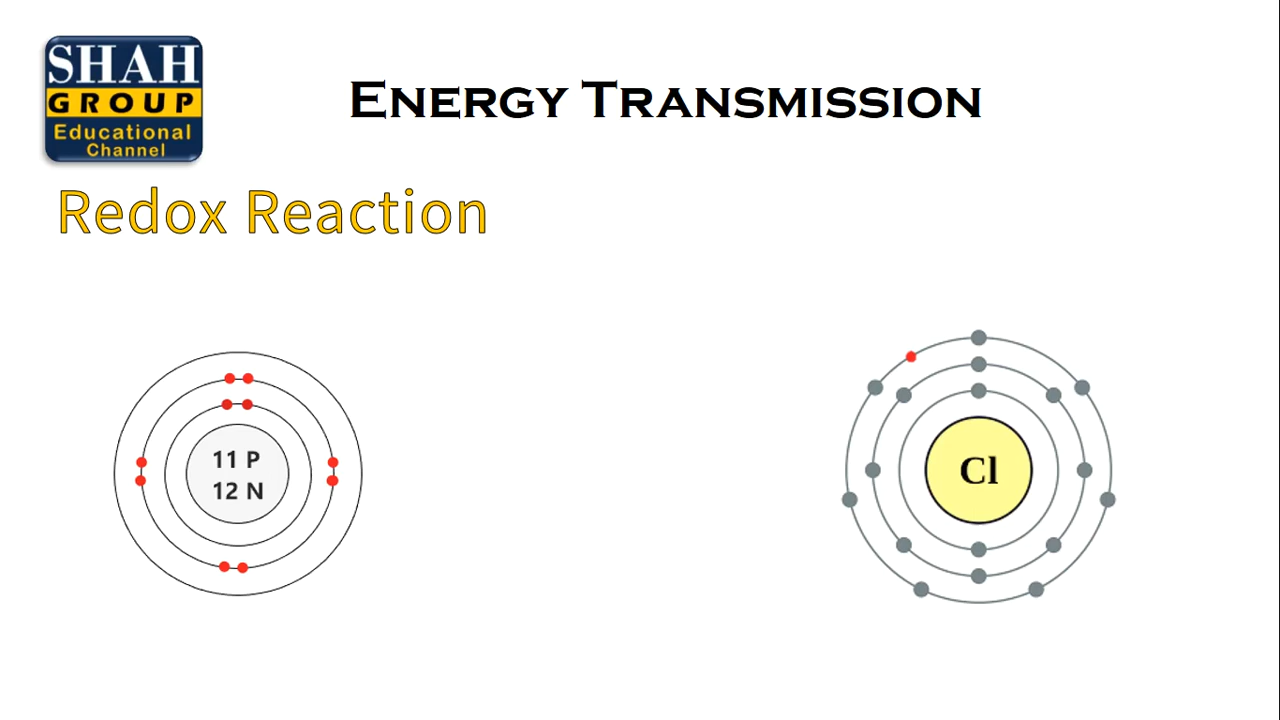 SHAH
GROUP
Educational
Channel
ENERGY TRANSMISSION
Redox Reaction
11 P
12 N
Cl